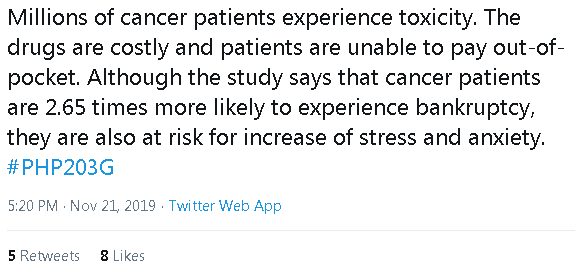 Millions of cancer patients experience toxicity. The
drugs are costly and patients are unable to pay out-of-
pocket. Although the study says that cancer patients
are 2.65 times more likely to experience bankruptcy,
they are also at risk for increase of stress and anxiety.
#PHP203G
5:20 PM · Nov 21, 2019 · Twitter Web App
5 Retweets 8 Likes